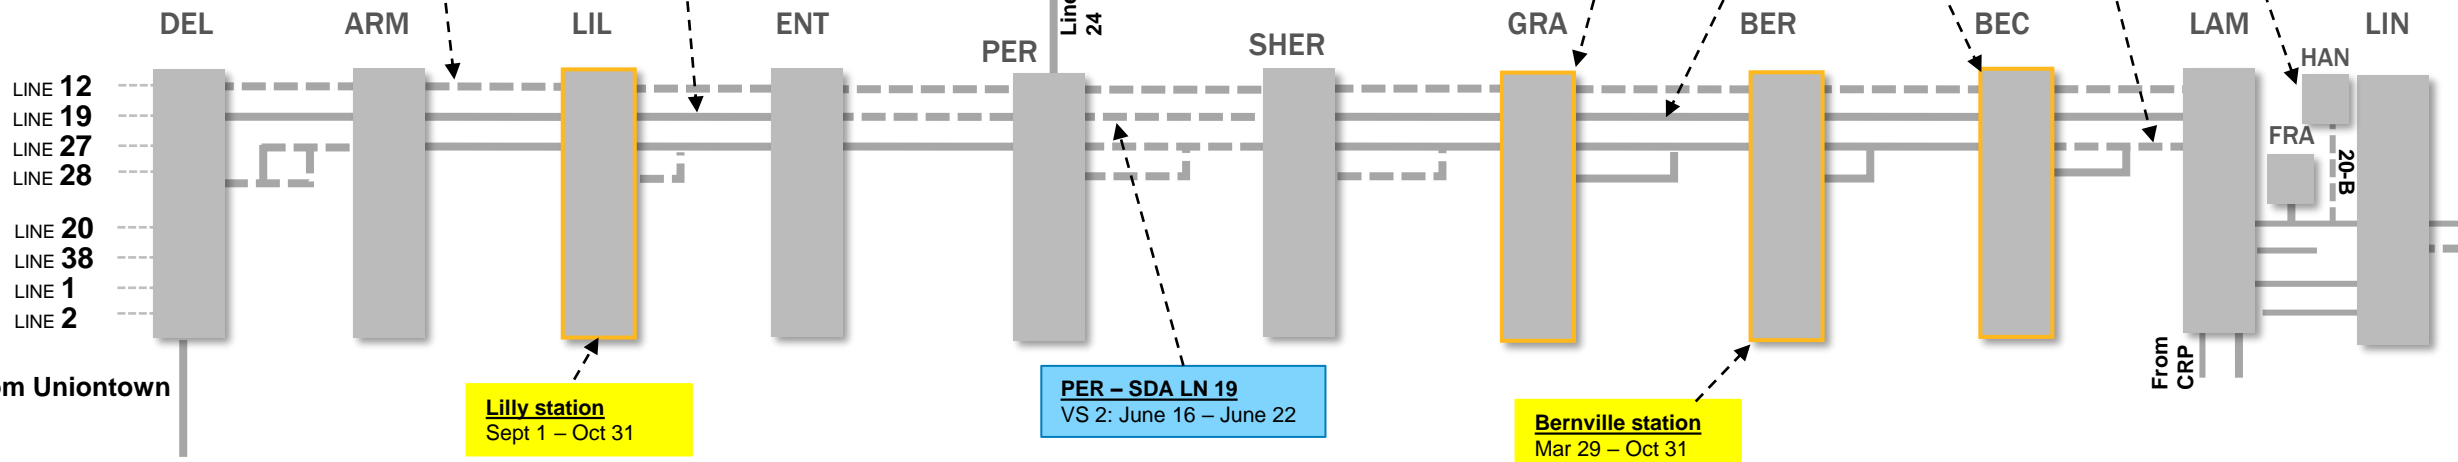 DEL ARM LIL ENT PER SHER GRA BER BEC LAM LIN
Line 24
HAN
FRA
20-B
LINE 12
LINE 19
LINE 27
LINE 28
LINE 20
LINE 38
LINE 1
LINE 2
Uniontown
From
CRP
Lilly station
Sept 1 – Oct 31
PER – SDA LN 19
VS 2: June 16 – June 22
Bernville station
Mar 29 – Oct 31